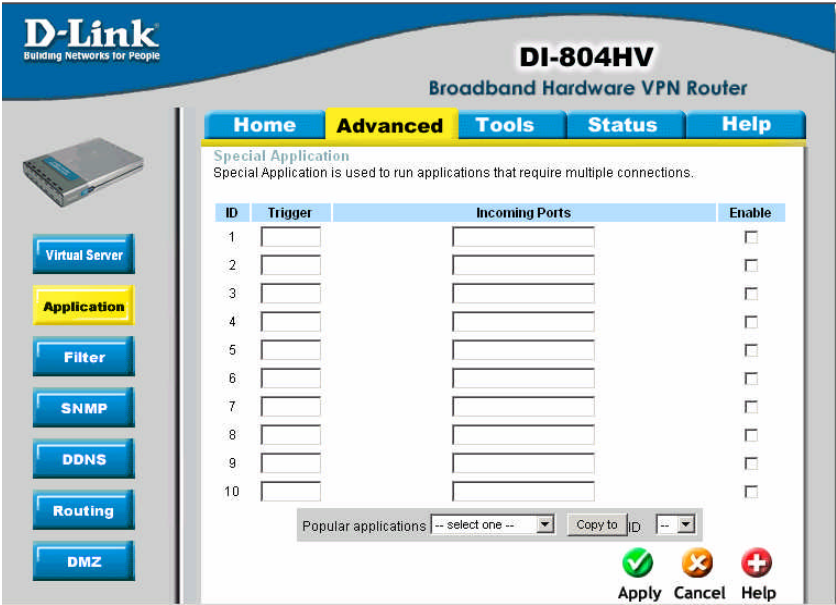 D-Link
Building Networks for People
DI-804HV
Broadband Hardware VPN Router
Home Advanced Tools Status Help
Virtual Server
Application
Filter
SNMP
DDNS
Routing
DMZ
Special Application
Special Application is used to run applications that require multiple connections.
ID Trigger Incoming Ports Enable
1
2
3
4
5
6
7
8
9
10
Popular applications -- select one -- Copy to ID --
Apply Cancel Help